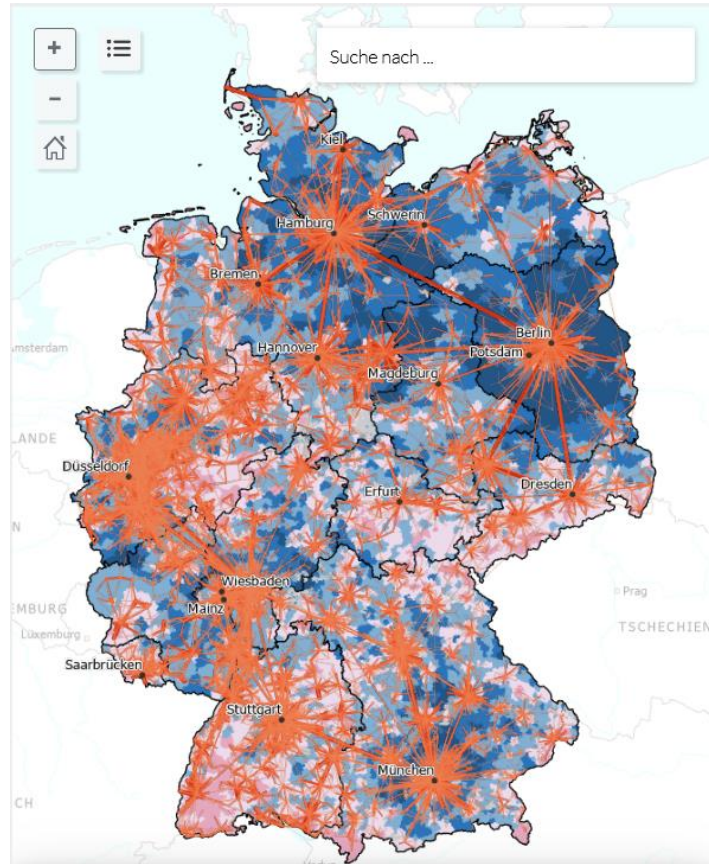 +
Suche nach ...
−
Kiel
Schwerin
Hamburg
Bremen
Berlin
Amsterdam
Hannover
Potsdam
Magdeburg
LANDE
Düsseldorf
Dresden
Erfurt
Wiesbaden
Prag
EMBURG
Mainz
TSCHECHIEN
Luxemburg
Saarbrücken
Stuttgart
München
CH